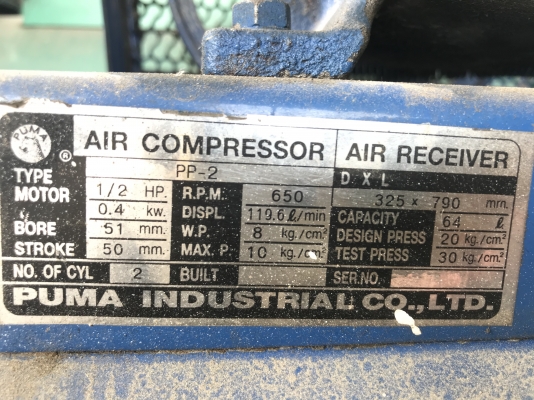 PUMA ®
AIR COMPRESSOR AIR RECEIVER
TYPE PP-2 D X L
MOTOR 1/2 HP. R.P.M. 650 325 x 790 mm.
0.4 kw. DISPL. 119.6 ℓ/min CAPACITY 64 ℓ
BORE 51 mm. W.P. 8 kg./cm² DESIGN PRESS 20 kg./cm²
STROKE 50 mm. MAX. P 10 kg./cm² TEST PRESS 30 kg./cm²
NO. OF CYL 2 BUILT SER.NO.
PUMA INDUSTRIAL CO., LTD.